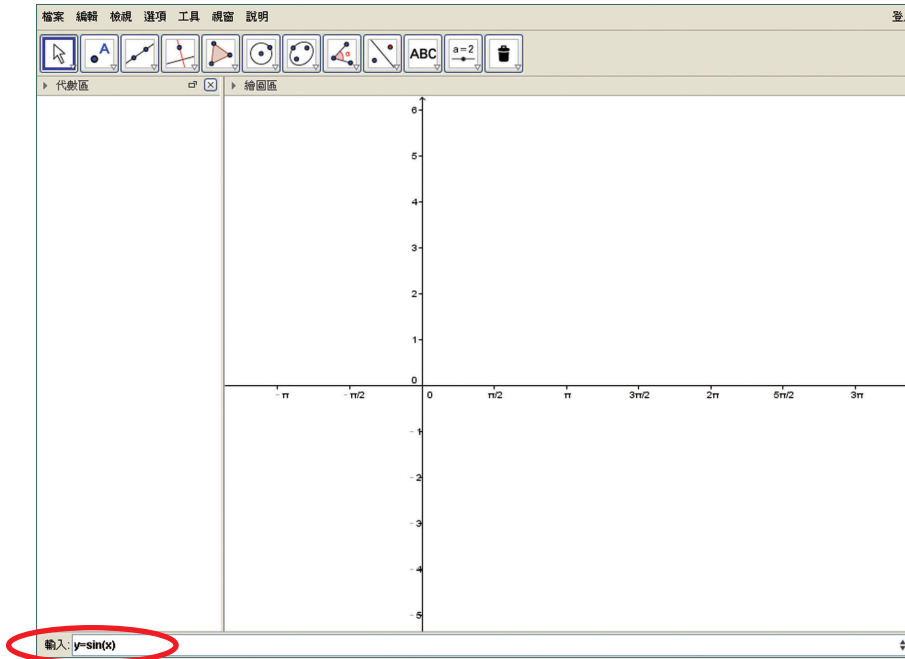 檔案 編輯 檢視 選項 工具 視窗 說明
登
A α ABC a=2
代數區 繪圖區
6
5
4
3
2
1
0
-π -π/2 0 π/2 π 3π/2 2π 5π/2 3π
-1
-2
-3
-4
-5
輸入: y=sin(x)